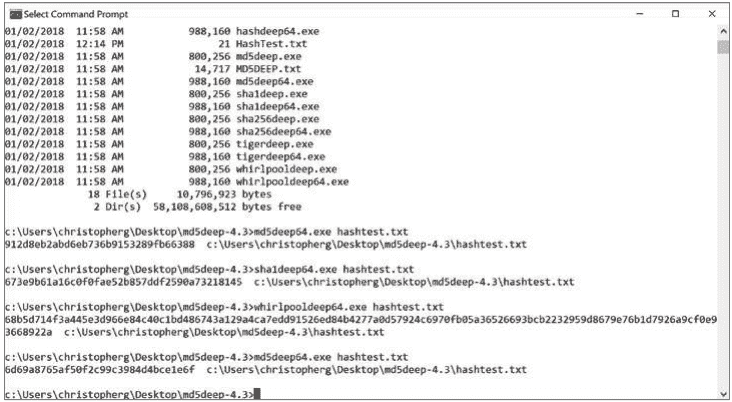 Select Command Prompt
01/02/2018 11:58 AM 988,160 hashdeep64.exe
01/02/2018 12:14 PM 21 HashTest.txt
01/02/2018 11:58 AM 800,256 md5deep.exe
01/02/2018 11:58 AM 14,717 MD5DEEP.txt
01/02/2018 11:58 AM 988,160 md5deep64.exe
01/02/2018 11:58 AM 800,256 sha1deep.exe
01/02/2018 11:58 AM 988,160 sha1deep64.exe
01/02/2018 11:58 AM 800,256 sha256deep.exe
01/02/2018 11:58 AM 988,160 sha256deep64.exe
01/02/2018 11:58 AM 800,256 tigerdeep.exe
01/02/2018 11:58 AM 988,160 tigerdeep64.exe
01/02/2018 11:58 AM 800,256 whirlpooldeep.exe
01/02/2018 11:58 AM 988,160 whirlpooldeep64.exe
18 File(s) 10,796,923 bytes
2 Dir(s) 58,108,608,512 bytes free
c:\Users\christopherg\Desktop\md5deep-4.3>md5deep64.exe hashtest.txt
912d8eb2abd6eb736b9153289fb66388 c:\Users\christopherg\Desktop\md5deep-4.3\hashtest.txt
c:\Users\christopherg\Desktop\md5deep-4.3>sha1deep64.exe hashtest.txt
673e9b61a16c0f0fae52b857ddf2590a73218145 c:\Users\christopherg\Desktop\md5deep-4.3\hashtest.txt
c:\Users\christopherg\Desktop\md5deep-4.3>whirlpooldeep64.exe hashtest.txt
68b5d714f3a445e3d966e84c40c1bd486743a129a4ca7edd91526ed84b4277a0d57924c6970fb05a36526693bcb2232959d8679e76b1d7926a9cf0e9
3668922a c:\Users\christopherg\Desktop\md5deep-4.3\hashtest.txt
c:\Users\christopherg\Desktop\md5deep-4.3>md5deep64.exe hashtest.txt
6d69a8765af50f2c99c3984d4bce1e6f c:\Users\christopherg\Desktop\md5deep-4.3\hashtest.txt
c:\Users\christopherg\Desktop\md5deep-4.3>